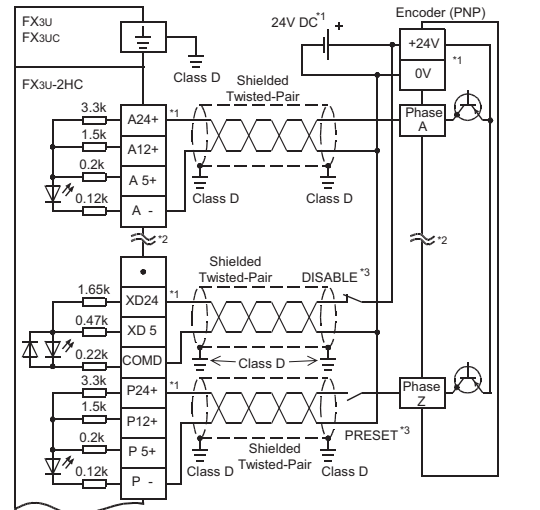 Encoder (PNP)
FX3U
FX3UC
24V DC*1 +
+24V
Class D
0V
*1
FX3U-2HC
Shielded
Twisted-Pair
3.3k
A24+
*1
Phase
A
1.5k
A12+
0.2k
A 5+
0.12k
A -
Class D
Class D
*2
*2
Shielded
Twisted-Pair
DISABLE*3
1.65k
XD24
*1
0.47k
XD 5
0.22k
COMD
Class D
3.3k
P24+
*1
Phase
Z
1.5k
P12+
PRESET*3
0.2k
P 5+
Shielded
Twisted-Pair
0.12k
P -
Class D
Class D